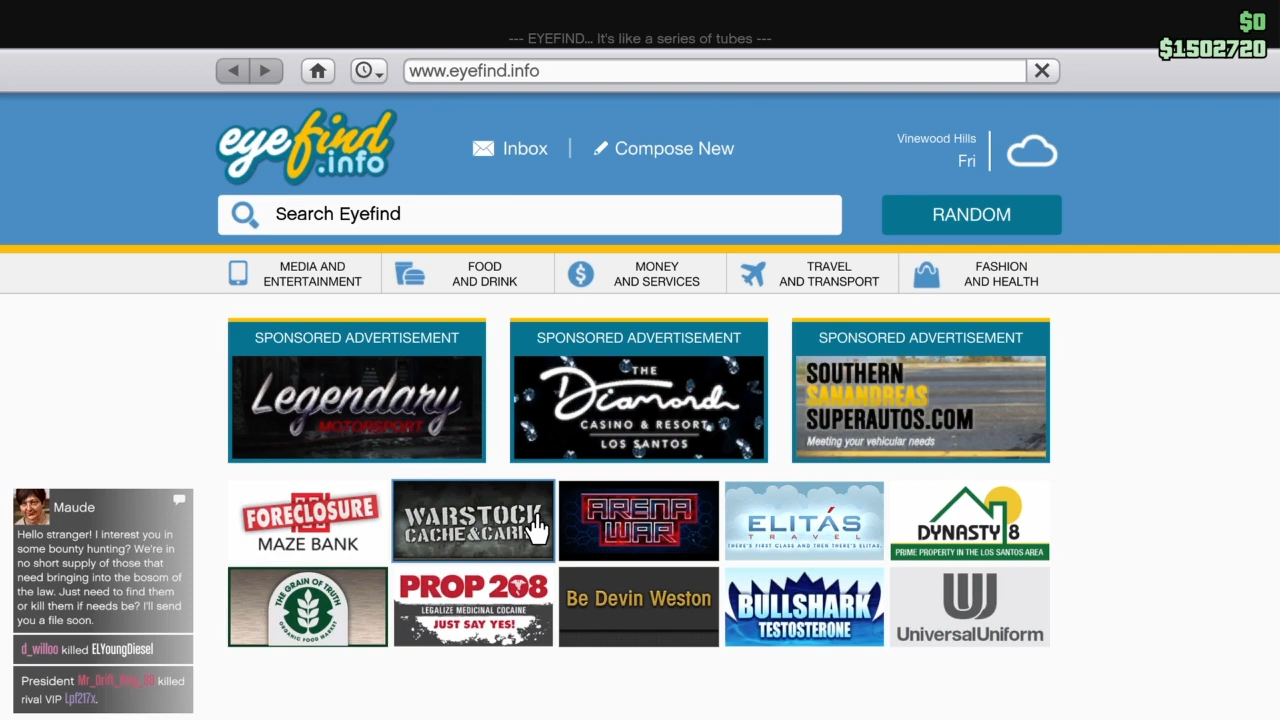 --- EYEFIND... It's like a series of tubes ---
$0
$1502720
www.eyefind.info
eyefind
.info
Inbox
Compose New
Vinewood Hills
Fri
Search Eyefind
RANDOM
MEDIA AND
ENTERTAINMENT
FOOD
AND DRINK
MONEY
AND SERVICES
TRAVEL
AND TRANSPORT
FASHION
AND HEALTH
SPONSORED ADVERTISEMENT
Legendary
MOTORSPORT
SPONSORED ADVERTISEMENT
THE
Diamond
CASINO & RESORT
LOS SANTOS
SPONSORED ADVERTISEMENT
SOUTHERN
SANANDREAS
SUPERAUTOS.COM
Meeting your vehicular needs
FORECLOSURE
MAZE BANK
WARSTOCK
CACHE & CARRY
ARENA
WAR
ELITÁS
TRAVEL
THERE'S FIRST CLASS AND THEN THERE'S ELITAS.
DYNASTY 8
PRIME PROPERTY IN THE LOS SANTOS AREA
THE GRAIN OF TRUTH
ORGANIC FOOD MARKET
PROP 208
LEGALIZE MEDICINAL COCAINE
JUST SAY YES!
Be Devin Weston
BULLSHARK
TESTOSTERONE
U
UniversalUniform
Maude
Hello stranger! I interest you in
some bounty hunting? We're in
no short supply of those that
need bringing into the bosom of
the law. Just need to find them
or kill them if needs be? I'll send
you a file soon.
d_willoo killed ELYoungDiesel
President killed
rival VIP Lpf217x.